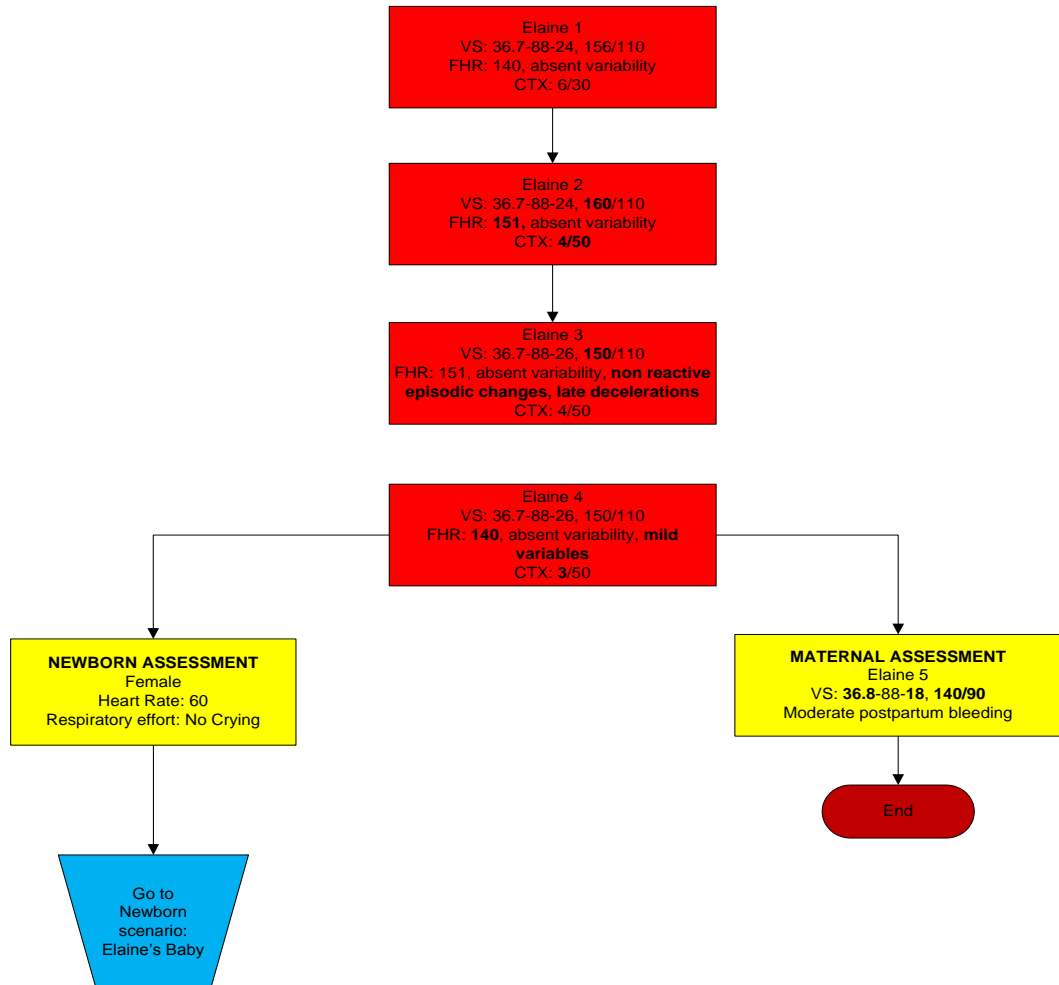 Elaine 1
VS: 36.7-88-24, 156/110
FHR: 140, absent variability
CTX: 6/30
Elaine 2
VS: 36.7-88-24, 160/110
FHR: 151, absent variability
CTX: 4/50
Elaine 3
VS: 36.7-88-26, 150/110
FHR: 151, absent variability, non reactive
episodic changes, late decelerations
CTX: 4/50
Elaine 4
VS: 36.7-88-26, 150/110
FHR: 140, absent variability, mild
variables
CTX: 3/50
NEWBORN ASSESSMENT
Female
Heart Rate: 60
Respiratory effort: No Crying
MATERNAL ASSESSMENT
Elaine 5
VS: 36.8-88-18, 140/90
Moderate postpartum bleeding
End
Go to
Newborn
scenario:
Elaine’s Baby